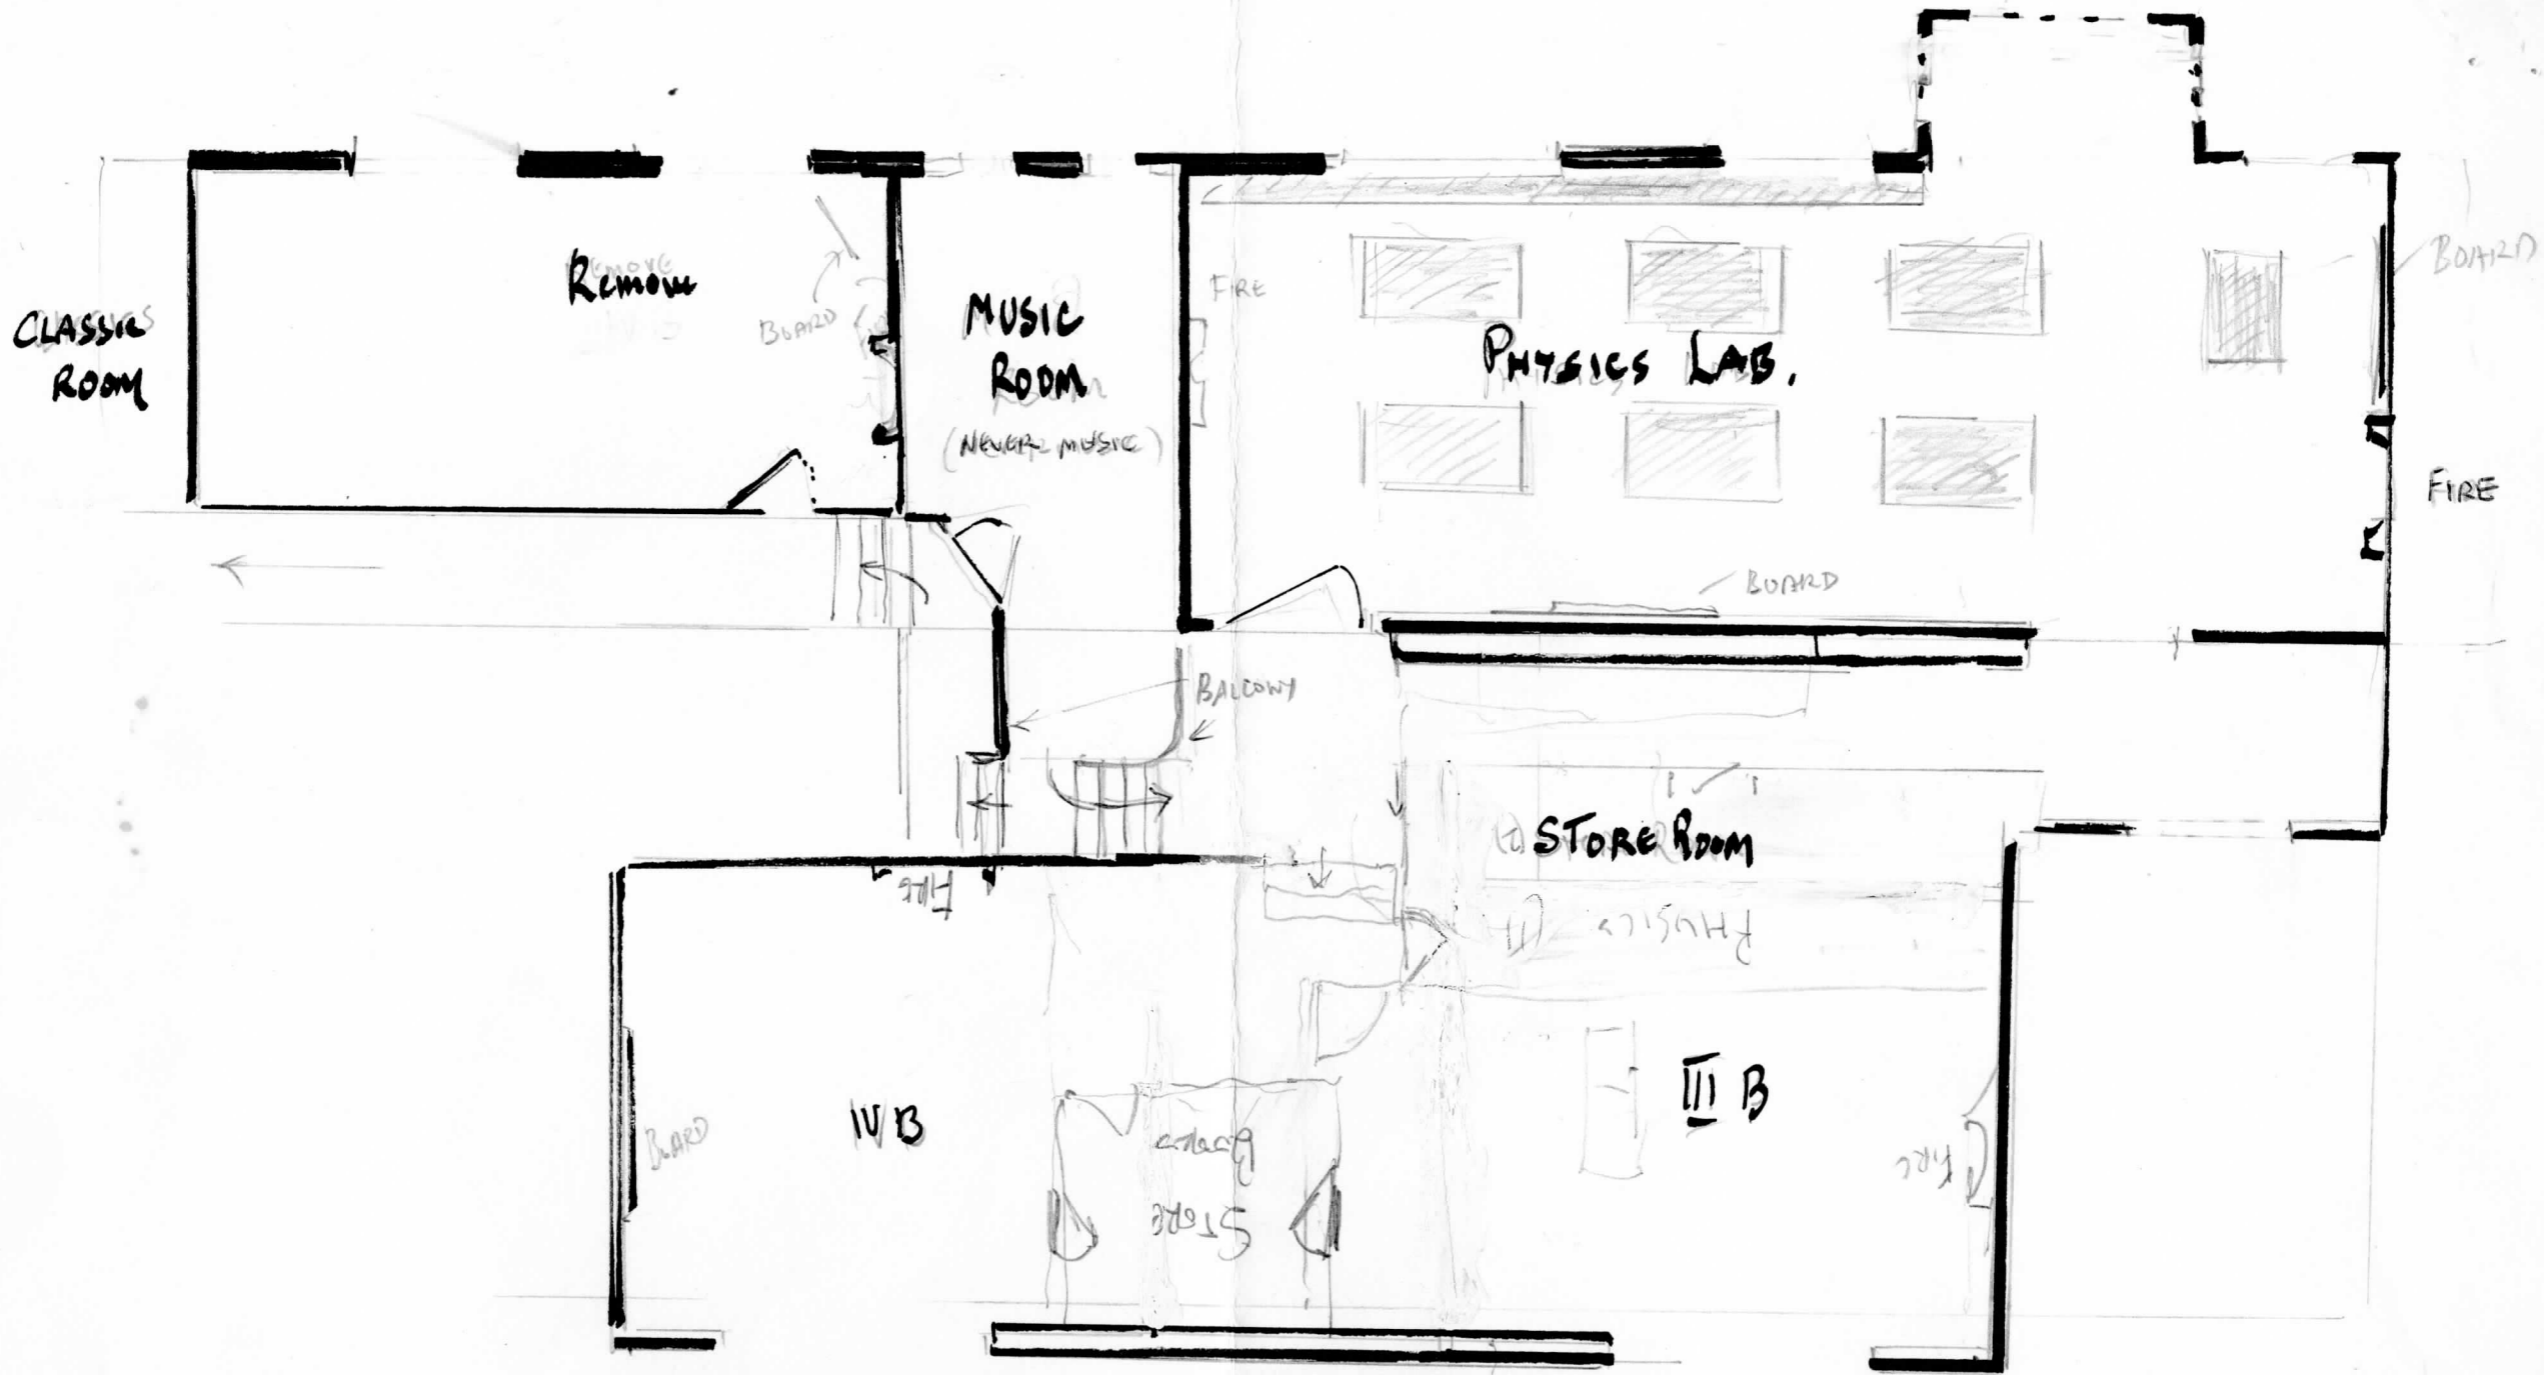 BOARD
Remove
FIRE
MUSIC
ROOM
(NEVER MUSIC)
CLASSIC
ROOM
BOARD
PHYSICS LAB.
FIRE
BOARD
BALCONY
STORE ROOM
FIRE
PHYSICS
IV B
III B
BOARD
BOOKS
STORE
FIRE